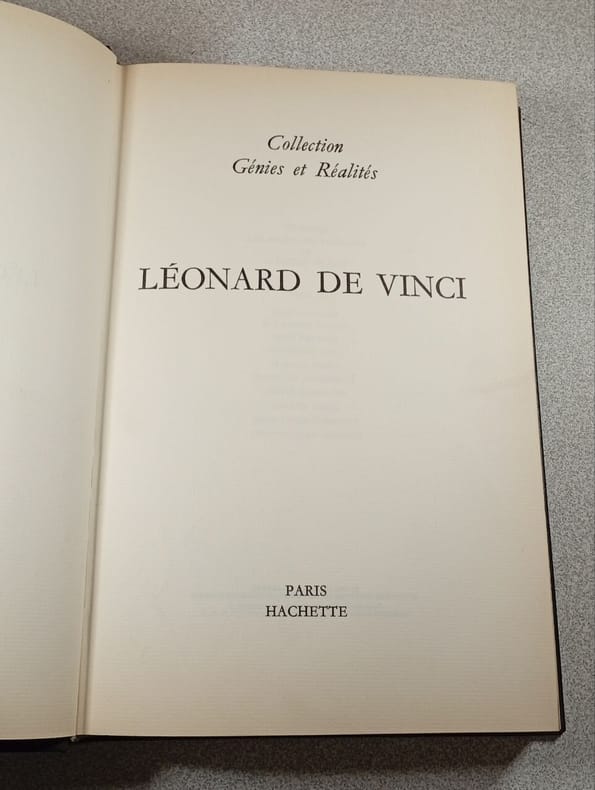 Collection
Génies et Réalités
LÉONARD DE VINCI
PARIS
HACHETTE